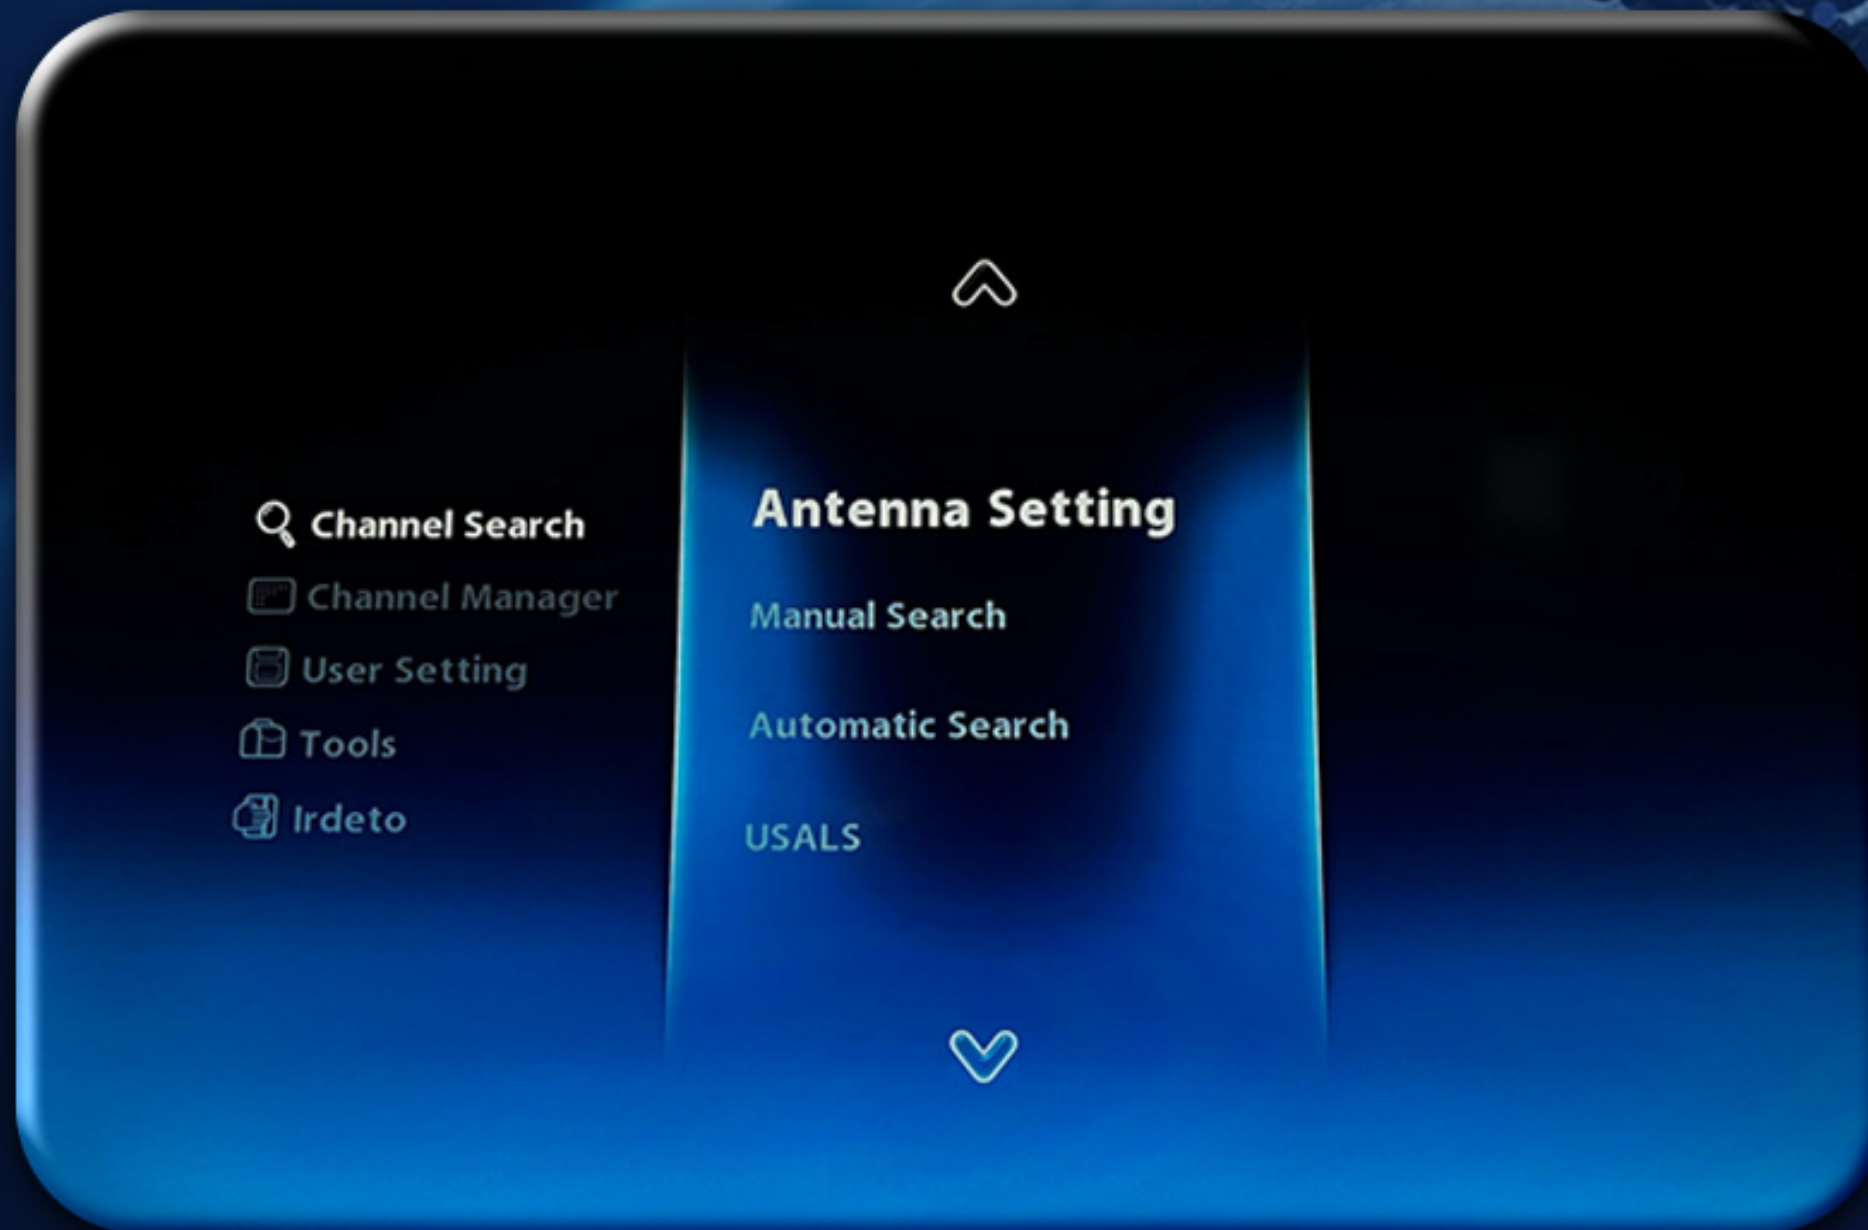 Channel Search
Channel Manager
User Setting
Tools
Irdeto
Antenna Setting
Manual Search
Automatic Search
USALS